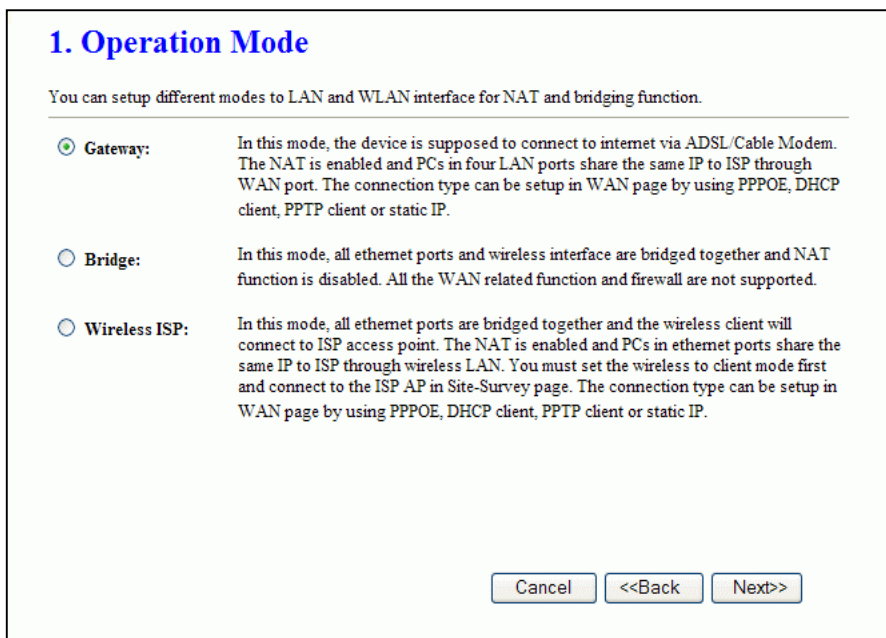 1. Operation Mode
You can setup different modes to LAN and WLAN interface for NAT and bridging function.
Gateway:
In this mode, the device is supposed to connect to internet via ADSL/Cable Modem.
The NAT is enabled and PCs in four LAN ports share the same IP to ISP through
WAN port. The connection type can be setup in WAN page by using PPPOE, DHCP
client, PPTP client or static IP.
Bridge:
In this mode, all ethernet ports and wireless interface are bridged together and NAT
function is disabled. All the WAN related function and firewall are not supported.
Wireless ISP:
In this mode, all ethernet ports are bridged together and the wireless client will
connect to ISP access point. The NAT is enabled and PCs in ethernet ports share the
same IP to ISP through wireless LAN. You must set the wireless to client mode first
and connect to the ISP AP in Site-Survey page. The connection type can be setup in
WAN page by using PPPOE, DHCP client, PPTP client or static IP.
Cancel <<Back Next>>